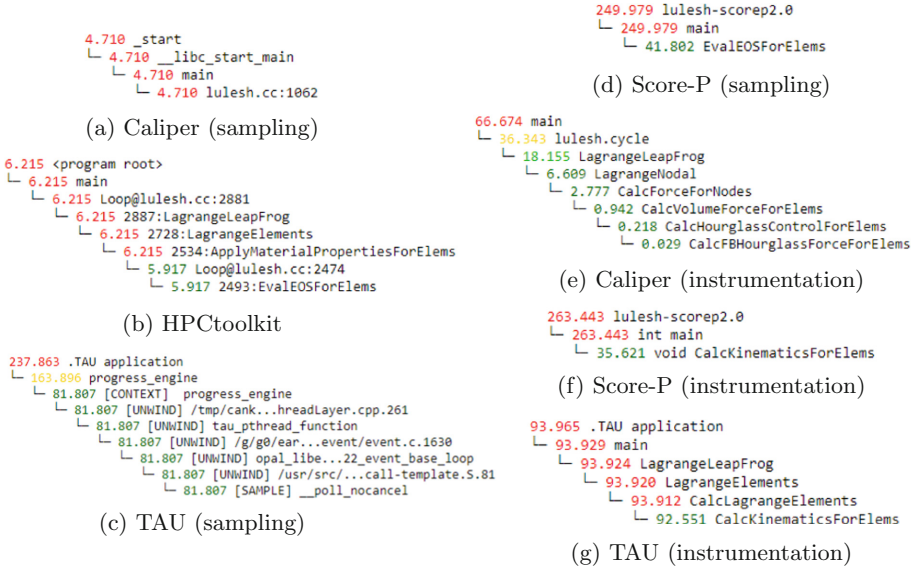 4.710 _start
└─ 4.710 __libc_start_main
└─ 4.710 main
└─ 4.710 lulesh.cc:1062
(a) Caliper (sampling)
6.215 <program root>
└─ 6.215 main
└─ 6.215 Loop@lulesh.cc:2881
└─ 6.215 2887:LagrangeLeapFrog
└─ 6.215 2728:LagrangeElements
└─ 6.215 2534:ApplyMaterialPropertiesForElems
└─ 5.917 Loop@lulesh.cc:2474
└─ 5.917 2493:EvalEOSForElems
(b) HPCtoolkit
237.863 .TAU application
└─ 163.896 progress_engine
└─ 81.807 [CONTEXT]  progress_engine
└─ 81.807 [UNWIND] /tmp/cank...hreadLayer.cpp.261
└─ 81.807 [UNWIND] tau_pthread_function
└─ 81.807 [UNWIND] /g/g0/ear...event/event.c.1630
└─ 81.807 [UNWIND] opal_libe...22_event_base_loop
└─ 81.807 [UNWIND] /usr/src/...call-template.S.81
└─ 81.807 [SAMPLE] __poll_nocancel
(c) TAU (sampling)
249.979 lulesh-scorep2.0
└─ 249.979 main
└─ 41.802 EvalEOSForElems
(d) Score-P (sampling)
66.674 main
└─ 36.343 lulesh.cycle
└─ 18.155 LagrangeLeapFrog
└─ 6.609 LagrangeNodal
└─ 2.777 CalcForceForNodes
└─ 0.942 CalcVolumeForceForElems
└─ 0.218 CalcHourglassControlForElems
└─ 0.029 CalcFBHourglassForceForElems
(e) Caliper (instrumentation)
263.443 lulesh-scorep2.0
└─ 263.443 int main
└─ 35.621 void CalcKinematicsForElems
(f) Score-P (instrumentation)
93.965 .TAU application
└─ 93.929 main
└─ 93.924 LagrangeLeapFrog
└─ 93.920 LagrangeElements
└─ 93.912 CalcLagrangeElements
└─ 92.551 CalcKinematicsForElems
(g) TAU (instrumentation)